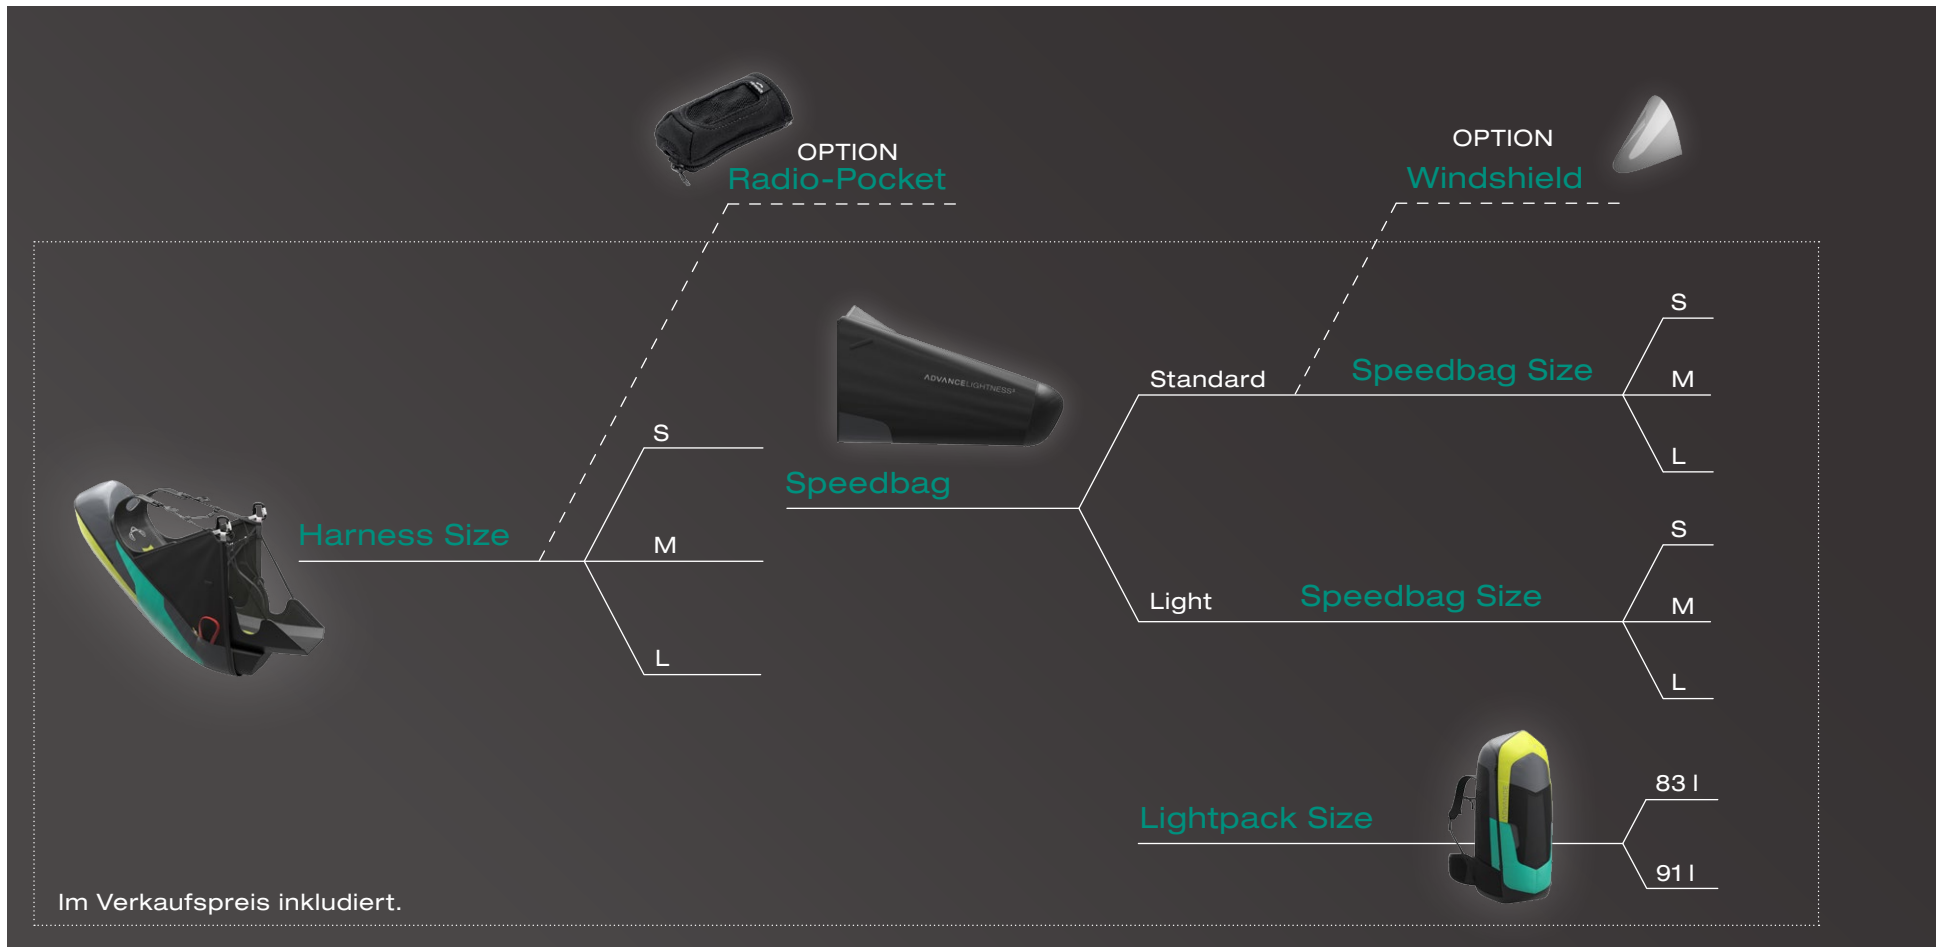 OPTION
Radio-Pocket
OPTION
Windshield
ADVANCELIGHTNESS³
Harness Size
S
M
L
Speedbag
Standard
Speedbag Size
S
M
L
Light
Speedbag Size
S
M
L
Lightpack Size
83 l
91 l
Im Verkaufspreis inkludiert.